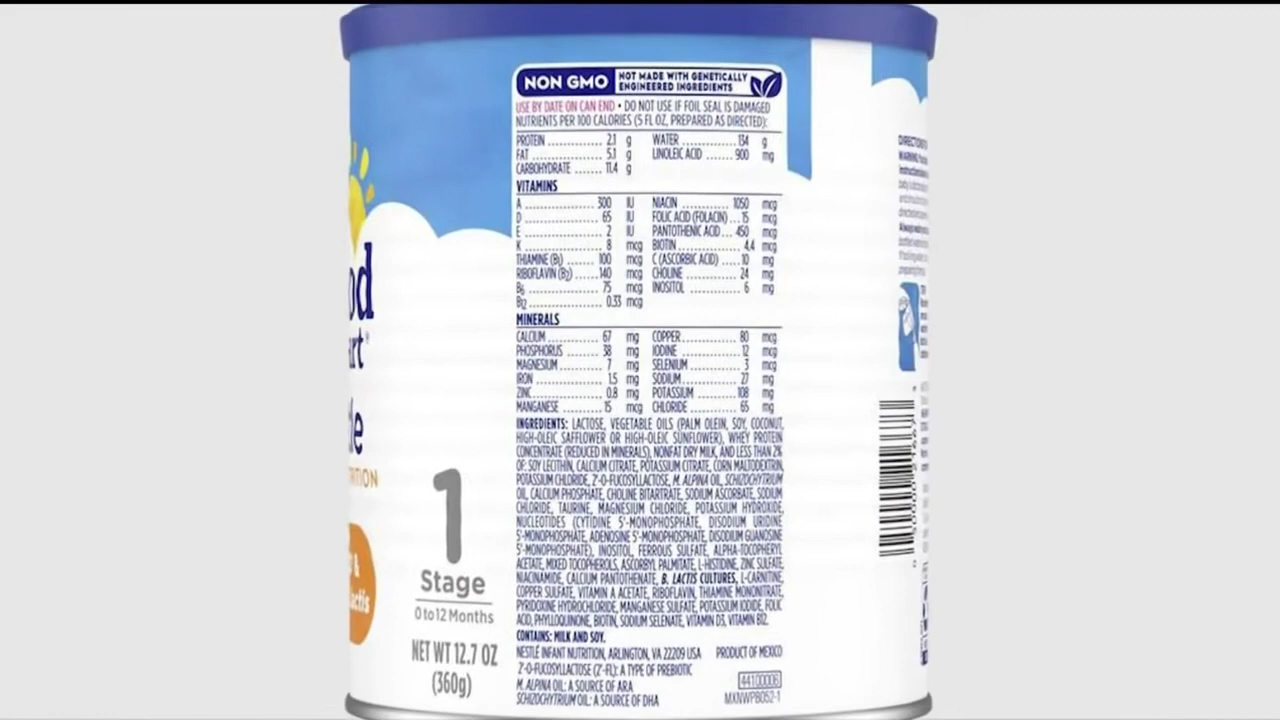 NON GMO NOT MADE WITH GENETICALLY
ENGINEERED INGREDIENTS
USE BY DATE ON CAN END • DO NOT USE IF FOIL SEAL IS DAMAGED
NUTRIENTS PER 100 CALORIES (5 FL OZ, PREPARED AS DIRECTED):
PROTEIN 2.1 g WATER 134 g
FAT 5.1 g LINOLEIC ACID 900 mg
CARBOHYDRATE 11.4 g
VITAMINS
A 300 IU NIACIN 1050 mcg
D 65 IU FOLIC ACID (FOLACIN) 15 mcg
E 2 IU PANTOTHENIC ACID 450 mcg
K 8 mcg BIOTIN 4.4 mcg
THIAMINE (B1) 100 mcg C (ASCORBIC ACID) 10 mg
RIBOFLAVIN (B2) 140 mcg CHOLINE 24 mg
B6 75 mcg INOSITOL 6 mg
B12 0.33 mcg
MINERALS
CALCIUM 67 mg COPPER 80 mcg
PHOSPHORUS 38 mg IODINE 12 mcg
MAGNESIUM 7 mg SELENIUM 3 mcg
IRON 1.5 mg SODIUM 27 mg
ZINC 0.8 mg POTASSIUM 108 mg
MANGANESE 15 mcg CHLORIDE 65 mg
INGREDIENTS: LACTOSE, VEGETABLE OILS (PALM OLEIN, SOY, COCONUT,
HIGH-OLEIC SAFFLOWER OR HIGH-OLEIC SUNFLOWER), WHEY PROTEIN
CONCENTRATE (REDUCED IN MINERALS), NONFAT DRY MILK, AND LESS THAN 2%
OF: SOY LECITHIN, CALCIUM CITRATE, POTASSIUM CITRATE, CORN MALTODEXTRIN,
POTASSIUM CHLORIDE, 2'-O-FUCOSYLLACTOSE, M. ALPINA OIL, SCHIZOCHYTRIUM
OIL, CALCIUM PHOSPHATE, CHOLINE BITARTRATE, SODIUM ASCORBATE, SODIUM
CHLORIDE, TAURINE, MAGNESIUM CHLORIDE, POTASSIUM HYDROXIDE,
NUCLEOTIDES (CYTIDINE 5'-MONOPHOSPHATE, DISODIUM URIDINE
5'-MONOPHOSPHATE, ADENOSINE 5'-MONOPHOSPHATE, DISODIUM GUANOSINE
5'-MONOPHOSPHATE), INOSITOL, FERROUS SULFATE, ALPHA-TOCOPHERYL
ACETATE, MIXED TOCOPHEROLS, ASCORBYL PALMITATE, L-HISTIDINE, ZINC SULFATE,
NIACINAMIDE, CALCIUM PANTOTHENATE, B. LACTIS CULTURES, L-CARNITINE,
COPPER SULFATE, VITAMIN A ACETATE, RIBOFLAVIN, THIAMINE MONONITRATE,
PYRIDOXINE HYDROCHLORIDE, MANGANESE SULFATE, POTASSIUM IODIDE, FOLIC
ACID, PHYLLOQUINONE, BIOTIN, SODIUM SELENATE, VITAMIN D3, VITAMIN B12.
CONTAINS: MILK AND SOY.
NESTLÉ INFANT NUTRITION, ARLINGTON, VA 22209 USA PRODUCT OF MEXICO
2'-O-FUCOSYLLACTOSE (2'-FL): A TYPE OF PREBIOTIC
M. ALPINA OIL: A SOURCE OF ARA
SCHIZOCHYTRIUM OIL: A SOURCE OF DHA
44100006
MXNWPB052-1
1
Stage
0 to 12 Months
NET WT 12.7 OZ
(360g)